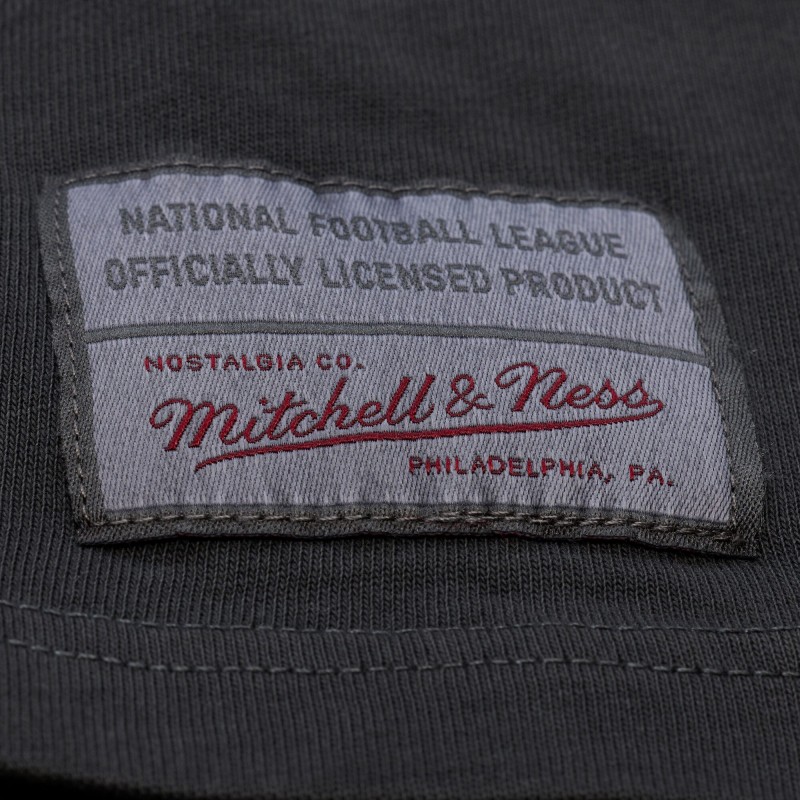 NATIONAL FOOTBALL LEAGUE
OFFICIALLY LICENSED PRODUCT
NOSTALGIA CO.
Mitchell & Ness
PHILADELPHIA, PA.